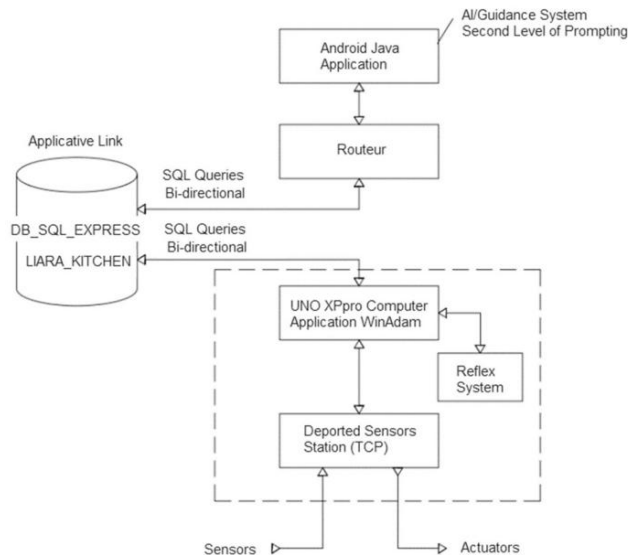 AI/Guidance System
Second Level of Prompting
Android Java
Application
Routeur
Applicative Link
SQL Queries
Bi-directional
DB_SQL_EXPRESS
SQL Queries
Bi-directional
LIARA_KITCHEN
UNO XPpro Computer
Application WinAdam
Reflex
System
Deported Sensors
Station (TCP)
Sensors
Actuators